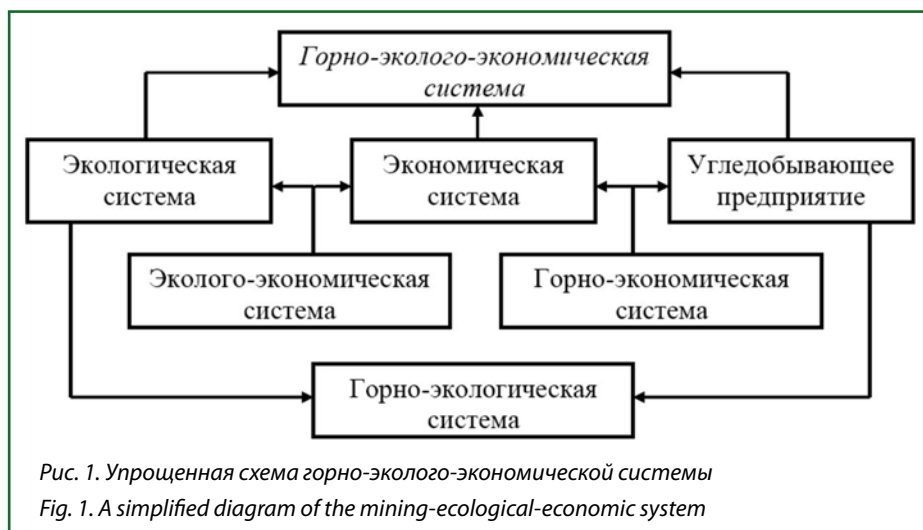 Горно-эколого-экономическая
система
Экологическая
система
Экономическая
система
Угледобывающее
предприятие
Эколого-экономическая
система
Горно-экономическая
система
Горно-экологическая
система
Рис. 1. Упрощенная схема горно-эколого-экономической системы
Fig. 1. A simplified diagram of the mining-ecological-economic system